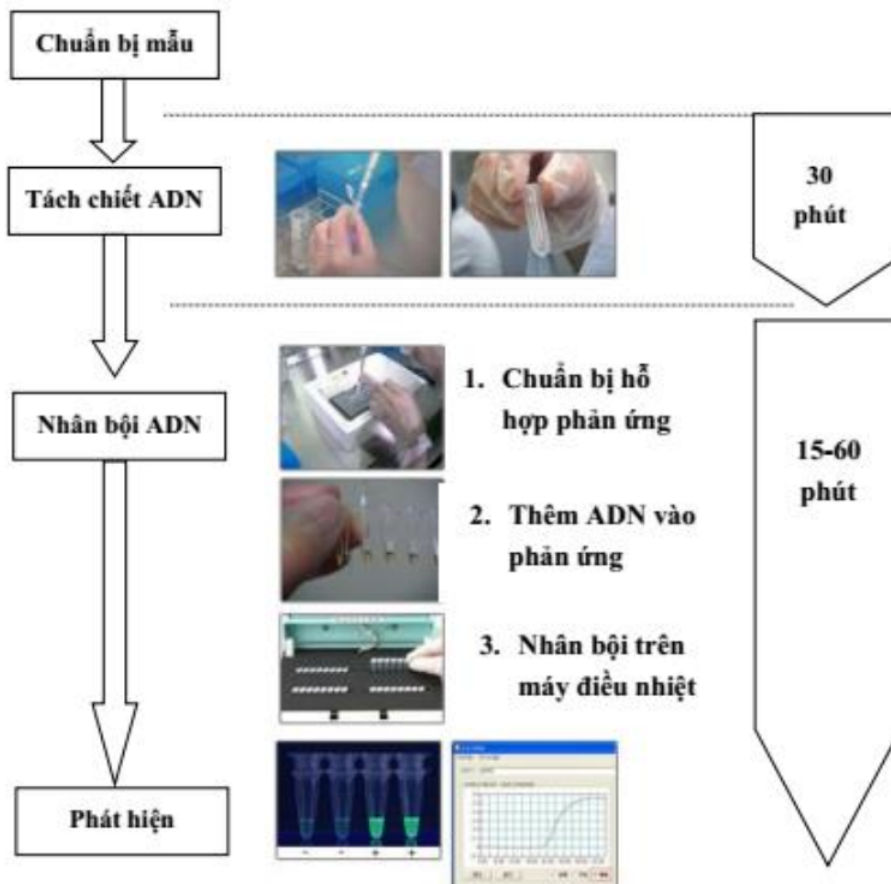 Chuẩn bị mẫu
Tách chiết ADN
30
phút
1. Chuẩn bị hỗ
hợp phản ứng
Nhân bội ADN
15-60
phút
2. Thêm ADN vào
phản ứng
3. Nhân bội trên
máy điều nhiệt
Phát hiện
- - + +